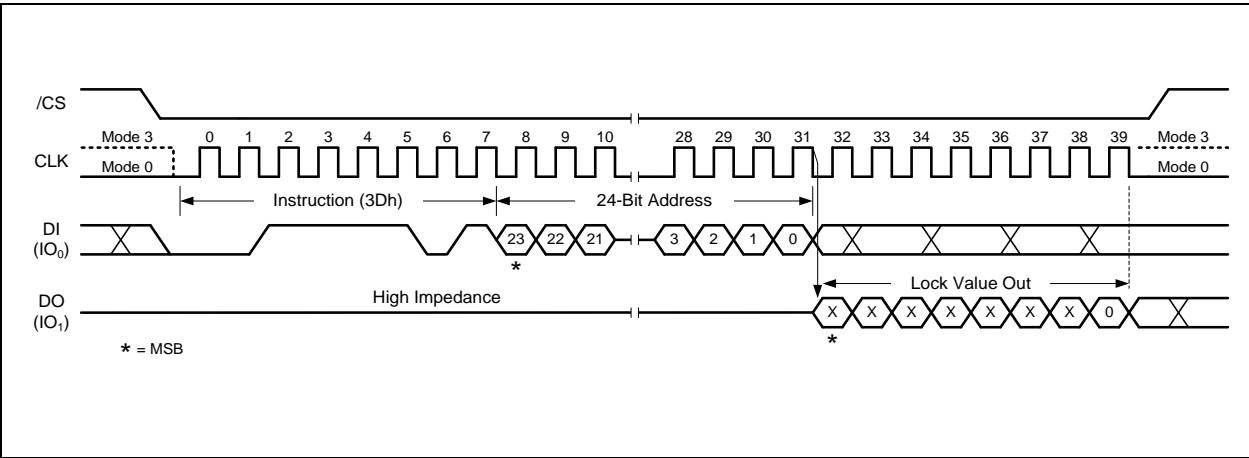 /CS
Mode 3 0 1 2 3 4 5 6 7 8 9 10 28 29 30 31 32 33 34 35 36 37 38 39 Mode 3
CLK
Mode 0 Mode 0
Instruction (3Dh) 24-Bit Address
DI
(IO0)
23 22 21 3 2 1 0
*
Lock Value Out
DO
(IO1)
High Impedance
X X X X X X X 0
*
* = MSB